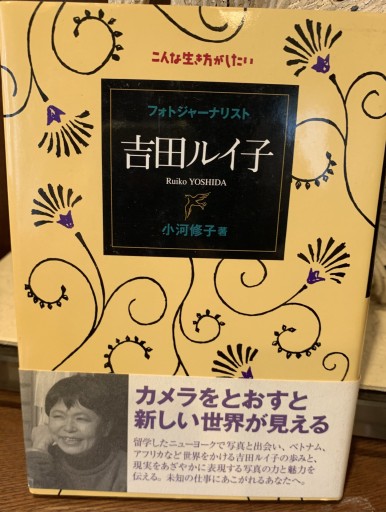 こんな生き方がしたい
フォトジャーナリスト
吉田ルイ子
Ruiko YOSHIDA
小河修子著
カメラをとおすと
新しい世界が見える
留学したニューヨークで写真と出会い、ベトナム、
アフリカなど世界をかける吉田ルイ子の歩みと、
現実をあざやかに表現する写真の力と魅力を
伝える。未知の仕事にあこがれるあなたへ。